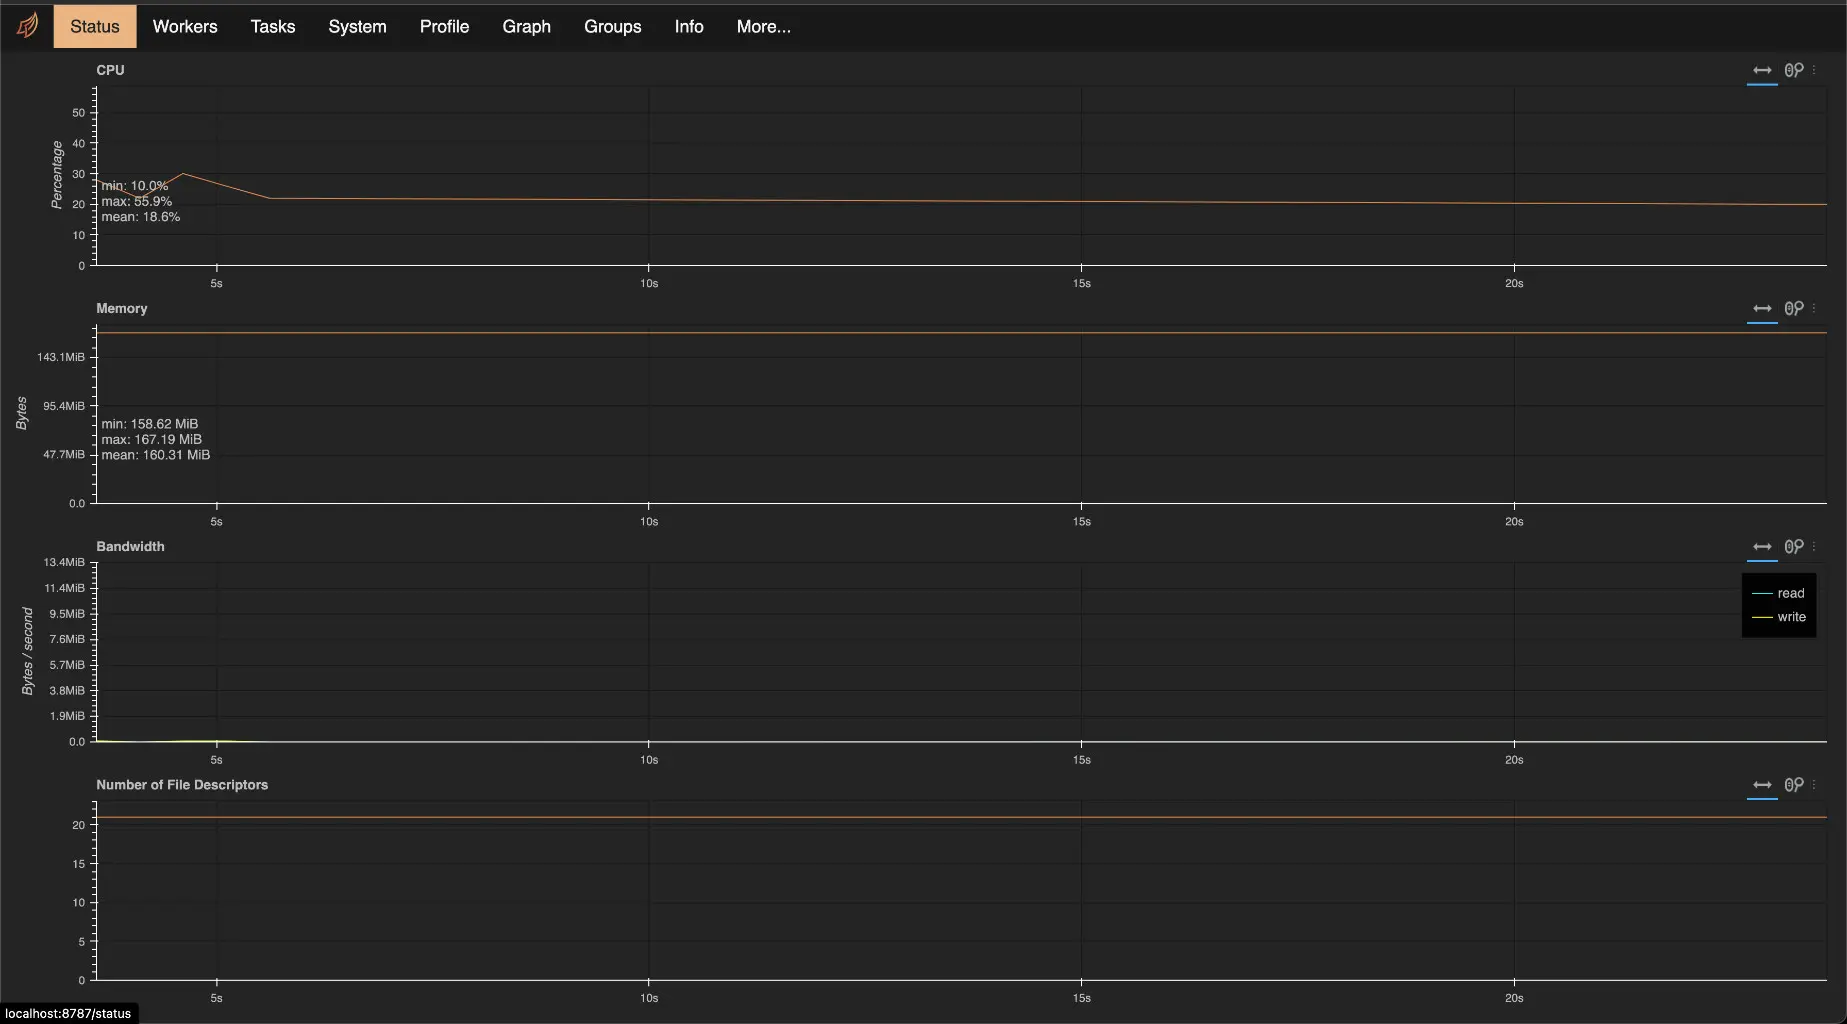 Status Workers Tasks System Profile Graph Groups Info More...
CPU
Percentage
50
40
30
20
10
0
min: 10.0%
max: 55.9%
mean: 18.6%
5s 10s 15s 20s
Memory
Bytes
143.1MiB
95.4MiB
47.7MiB
0.0
min: 158.62 MiB
max: 167.19 MiB
mean: 160.31 MiB
5s 10s 15s 20s
Bandwidth
Bytes / second
13.4MiB
11.4MiB
9.5MiB
7.6MiB
5.7MiB
3.8MiB
1.9MiB
0.0
read
write
5s 10s 15s 20s
Number of File Descriptors
20
15
10
5
0
5s 10s 15s 20s
localhost:8787/status